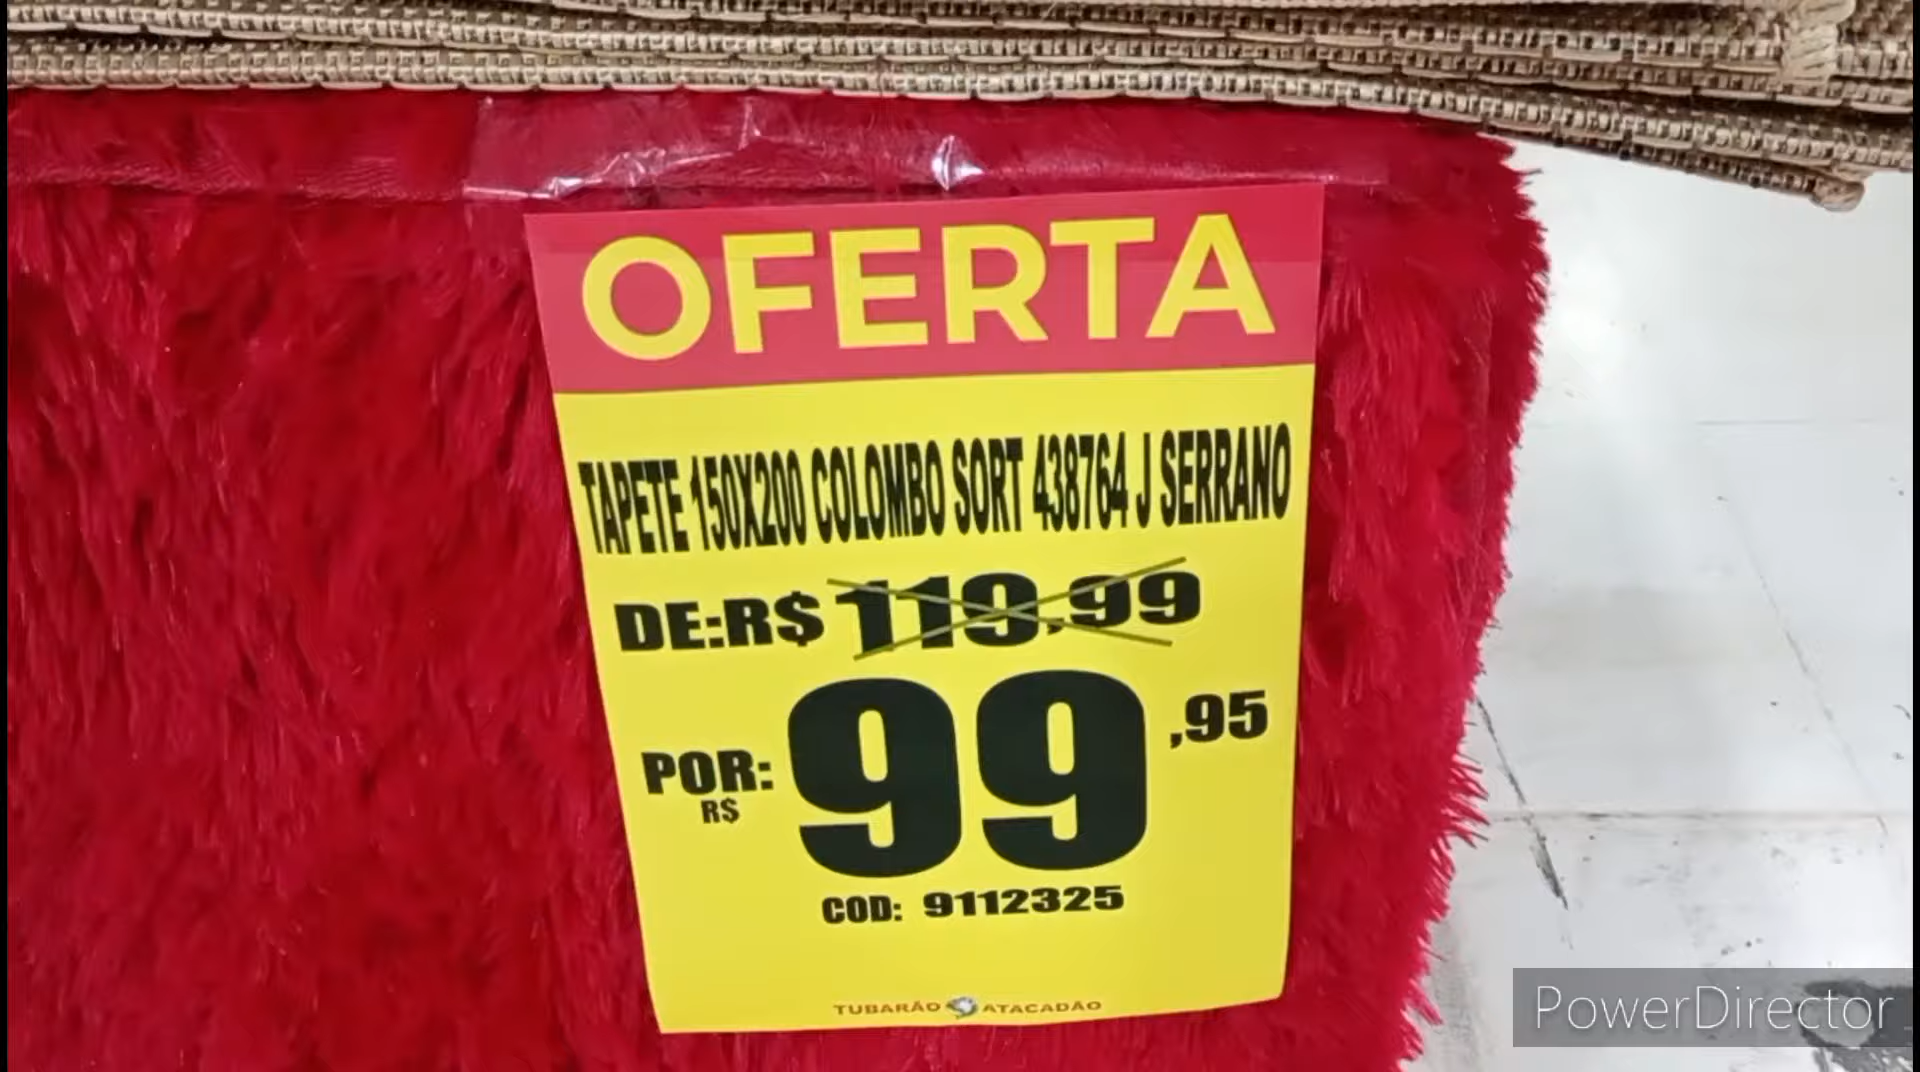 OFERTA
TAPETE 150X200 COLOMBO SORT 438764 J SERRANO
DE:R$ 119,99
POR: 99,95
R$
COD: 9112325
TUBARÃO ATACADÃO
PowerDirector